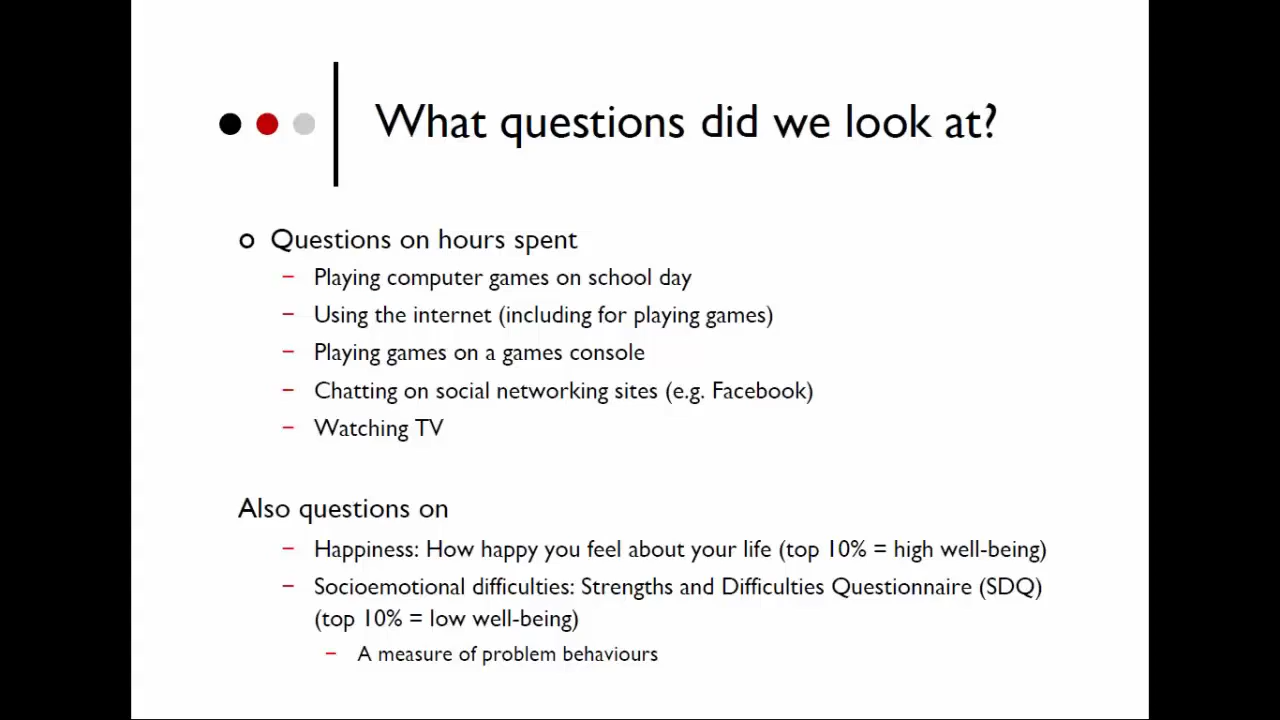 What questions did we look at?
Questions on hours spent
– Playing computer games on school day
– Using the internet (including for playing games)
– Playing games on a games console
– Chatting on social networking sites (e.g. Facebook)
– Watching TV
Also questions on
– Happiness: How happy you feel about your life (top 10% = high well-being)
– Socioemotional difficulties: Strengths and Difficulties Questionnaire (SDQ)
(top 10% = low well-being)
– A measure of problem behaviours